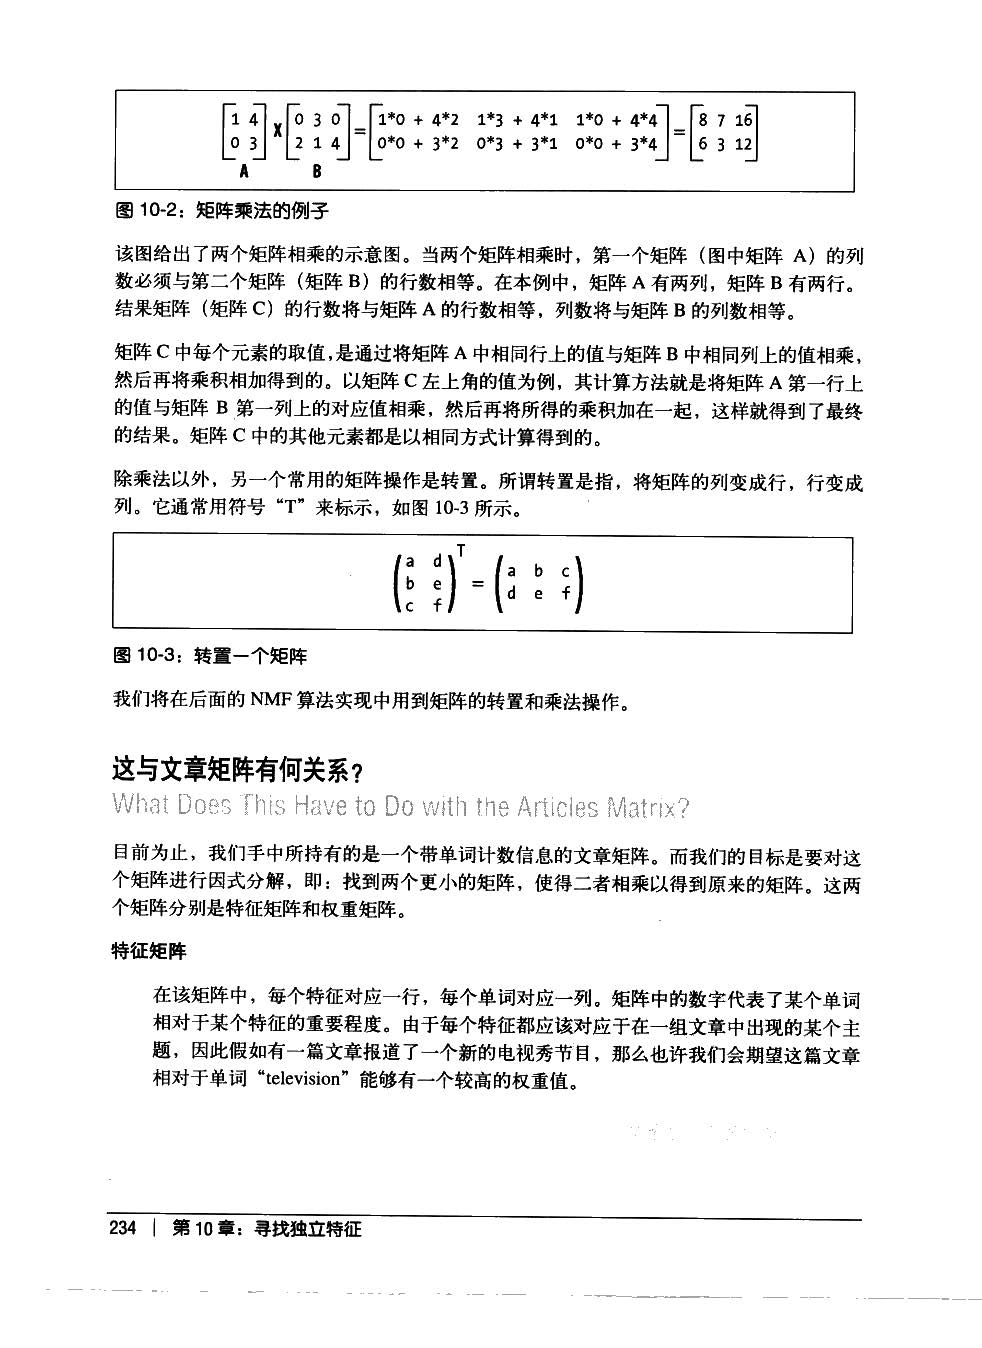 [1 4  0 3] x [0 3 0  2 1 4] = [1*0 + 4*2  1*3 + 4*1  1*0 + 4*4  0*0 + 3*2  0*3 + 3*1  0*0 + 3*4] = [8 7 16  6 3 12]
A B
图 10-2：矩阵乘法的例子
该图给出了两个矩阵相乘的示意图。当两个矩阵相乘时，第一个矩阵（图中矩阵 A）的列
数必须与第二个矩阵（矩阵 B）的行数相等。在本例中，矩阵 A 有两列，矩阵 B 有两行。
结果矩阵（矩阵 C）的行数将与矩阵 A 的行数相等，列数将与矩阵 B 的列数相等。
矩阵 C 中每个元素的取值，是通过将矩阵 A 中相同行上的值与矩阵 B 中相同列上的值相乘，
然后再将乘积相加得到的。以矩阵 C 左上角的值为例，其计算方法就是将矩阵 A 第一行上
的值与矩阵 B 第一列上的对应值相乘，然后再将所得的乘积加在一起，这样就得到了最终
的结果。矩阵 C 中的其他元素都是以相同方式计算得到的。
除乘法以外，另一个常用的矩阵操作是转置。所谓转置是指，将矩阵的列变成行，行变成
列。它通常用符号“T”来标示，如图 10-3 所示。
(a d  b e  c f)T = (a b c  d e f)
图 10-3：转置一个矩阵
我们将在后面的 NMF 算法实现中用到矩阵的转置和乘法操作。
这与文章矩阵有何关系？
What Does This Have to Do with the Articles Matrix?
目前为止，我们手中所持有的是一个带单词计数信息的文章矩阵。而我们的目标是要对这
个矩阵进行因式分解，即：找到两个更小的矩阵，使得二者相乘以得到原来的矩阵。这两
个矩阵分别是特征矩阵和权重矩阵。
特征矩阵
在该矩阵中，每个特征对应一行，每个单词对应一列。矩阵中的数字代表了某个单词
相对于某个特征的重要程度。由于每个特征都应该对应于在一组文章中出现的某个主
题，因此假如有一篇文章报道了一个新的电视秀节目，那么也许我们会期望这篇文章
相对于单词“television”能够有一个较高的权重值。
234 | 第 10 章：寻找独立特征